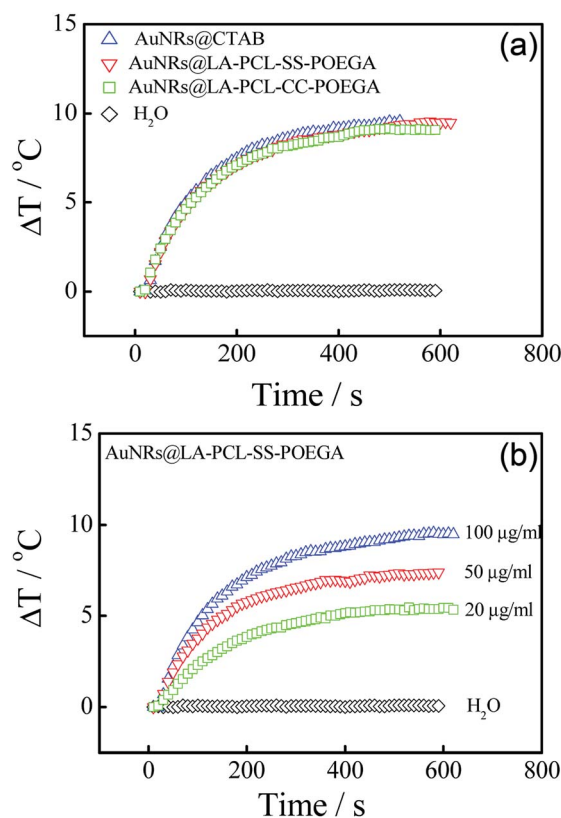 15
(a)
AuNRs@CTAB
AuNRs@LA-PCL-SS-POEGA
AuNRs@LA-PCL-CC-POEGA
H₂O
10
5
0
ΔT / °C
0 200 400 600 800
Time / s
15
AuNRs@LA-PCL-SS-POEGA
(b)
10
100 μg/ml
50 μg/ml
5
20 μg/ml
0
H₂O
ΔT / °C
0 200 400 600 800
Time / s